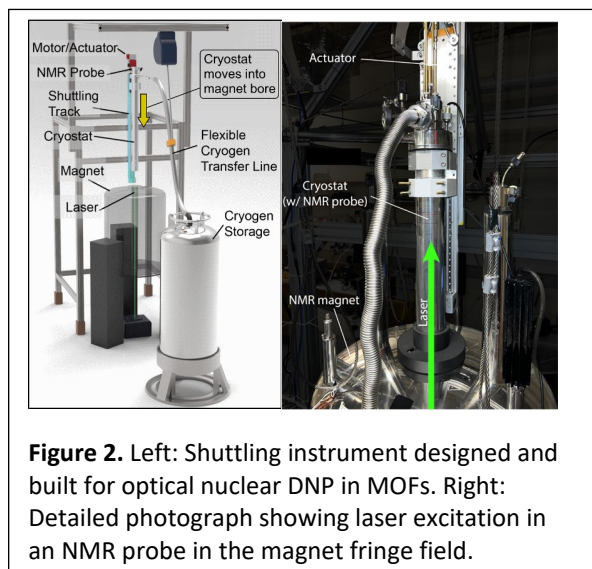 Motor/Actuator
NMR Probe
Shuttling
Track
Cryostat
Magnet
Laser
Cryostat
moves into
magnet bore
Flexible
Cryogen
Transfer Line
Cryogen
Storage
Actuator
Cryostat
(w/ NMR probe)
NMR magnet
Laser
Figure 2. Left: Shuttling instrument designed and
built for optical nuclear DNP in MOFs. Right:
Detailed photograph showing laser excitation in
an NMR probe in the magnet fringe field.